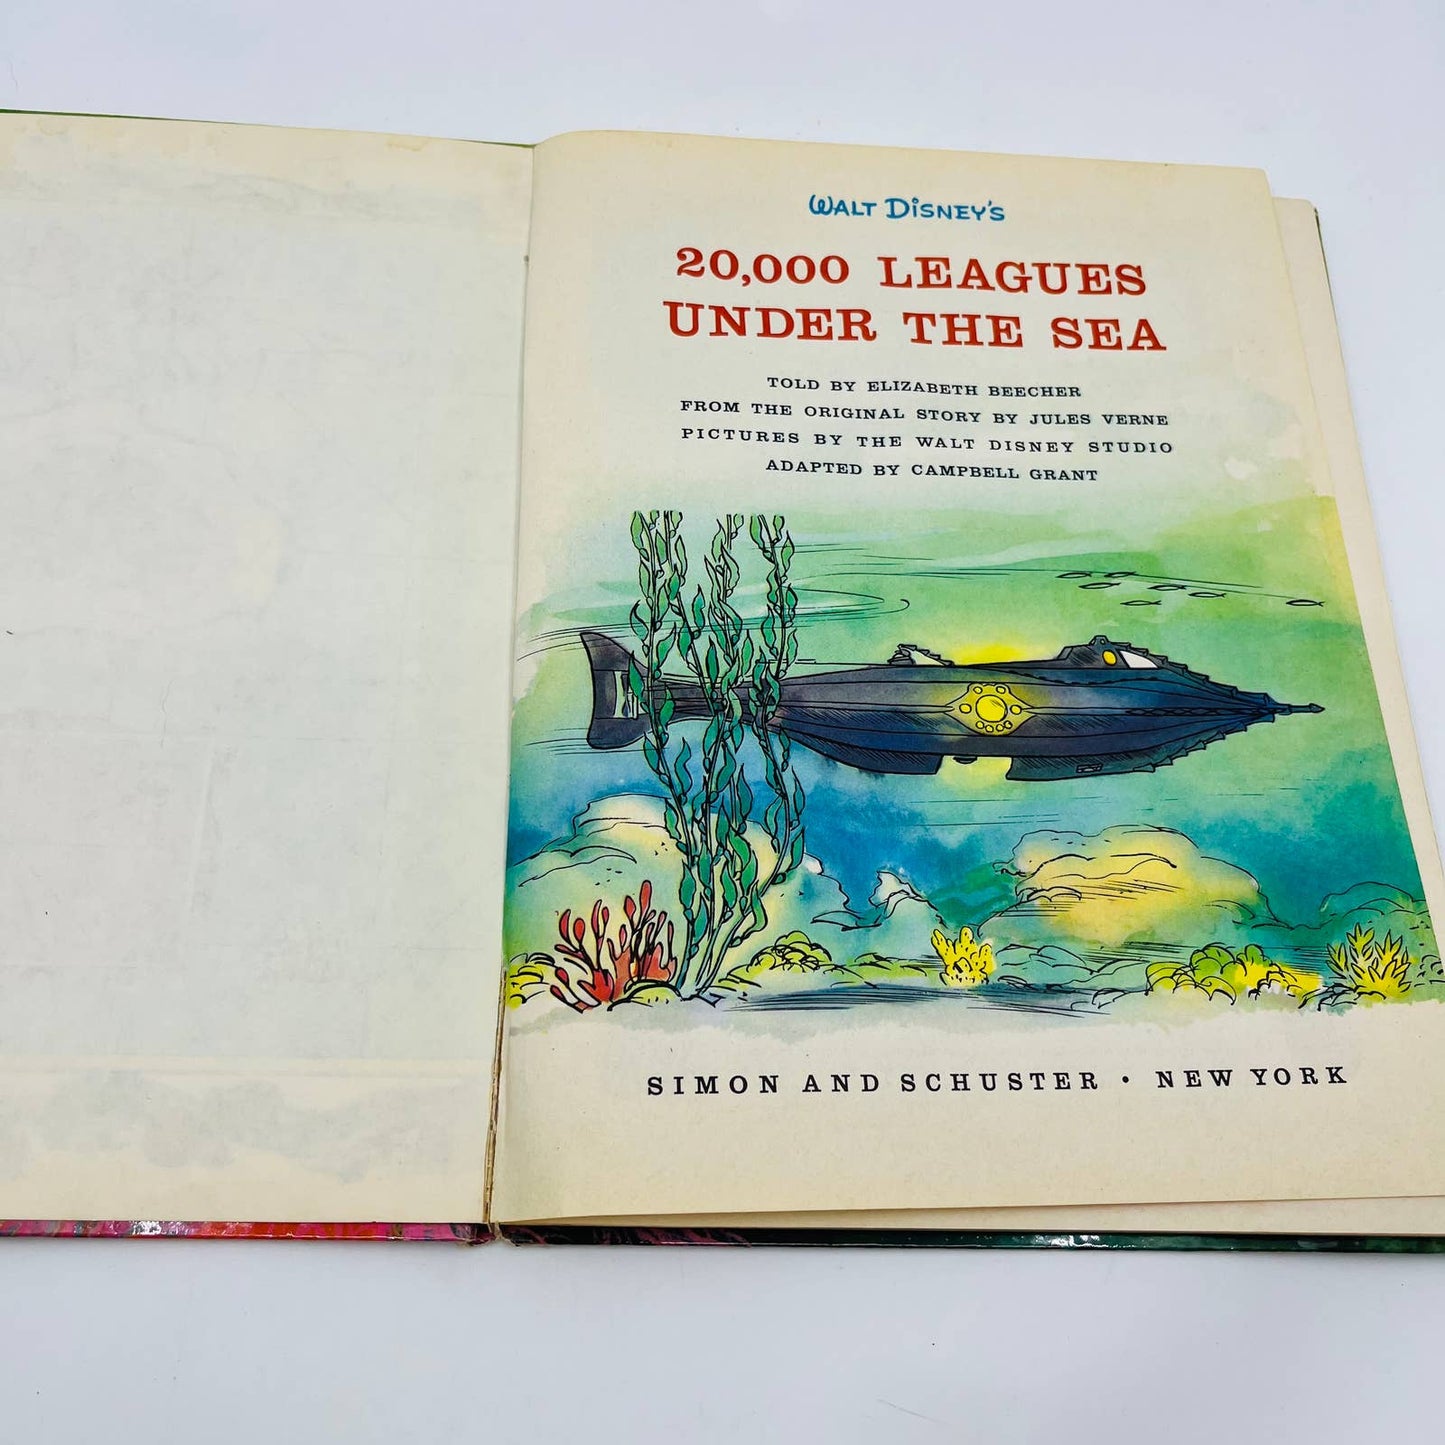 WALT DISNEY'S
20,000 LEAGUES
UNDER THE SEA
TOLD BY ELIZABETH BEECHER
FROM THE ORIGINAL STORY BY JULES VERNE
PICTURES BY THE WALT DISNEY STUDIO
ADAPTED BY CAMPBELL GRANT
SIMON AND SCHUSTER • NEW YORK